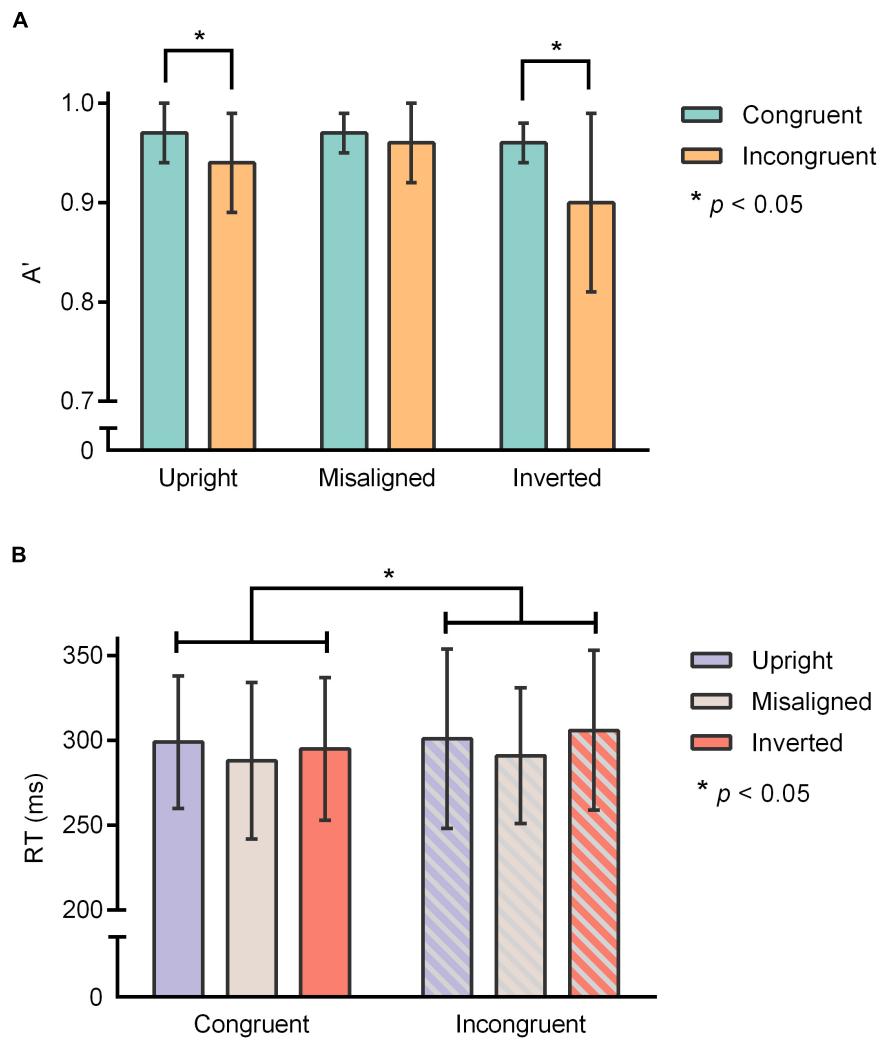 A
*
*
1.0
0.9
0.8
0.7
0
A'
Upright
Misaligned
Inverted
Congruent
Incongruent
* p < 0.05
B
*
350
300
250
200
0
RT (ms)
Congruent
Incongruent
Upright
Misaligned
Inverted
* p < 0.05